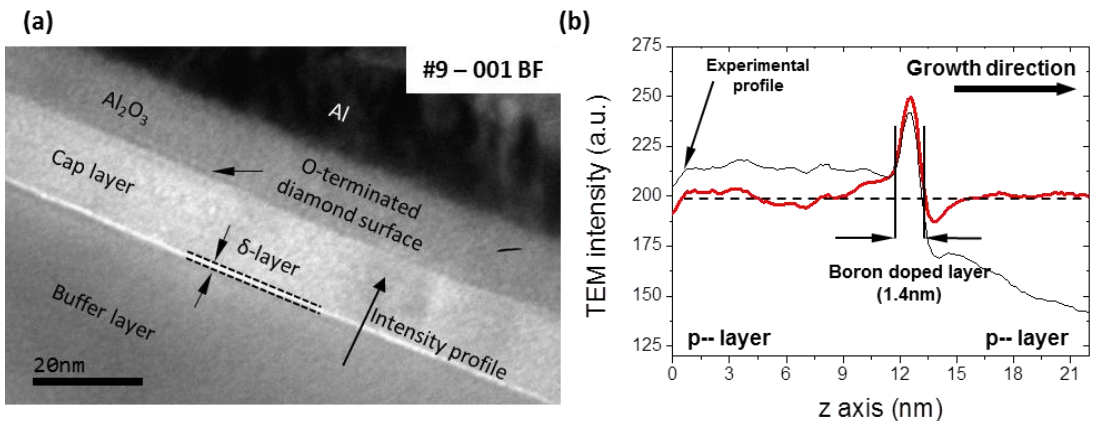 (a)
#9 – 001 BF
Al₂O₃
Al
Cap layer
O-terminated
diamond surface
δ-layer
Buffer layer
Intensity profile
20nm
(b)
TEM intensity (a.u.)
275
250
225
200
175
150
125
Experimental
profile
Growth direction
Boron doped layer
(1.4nm)
p-- layer
p-- layer
0 3 6 9 12 15 18 21
z axis (nm)